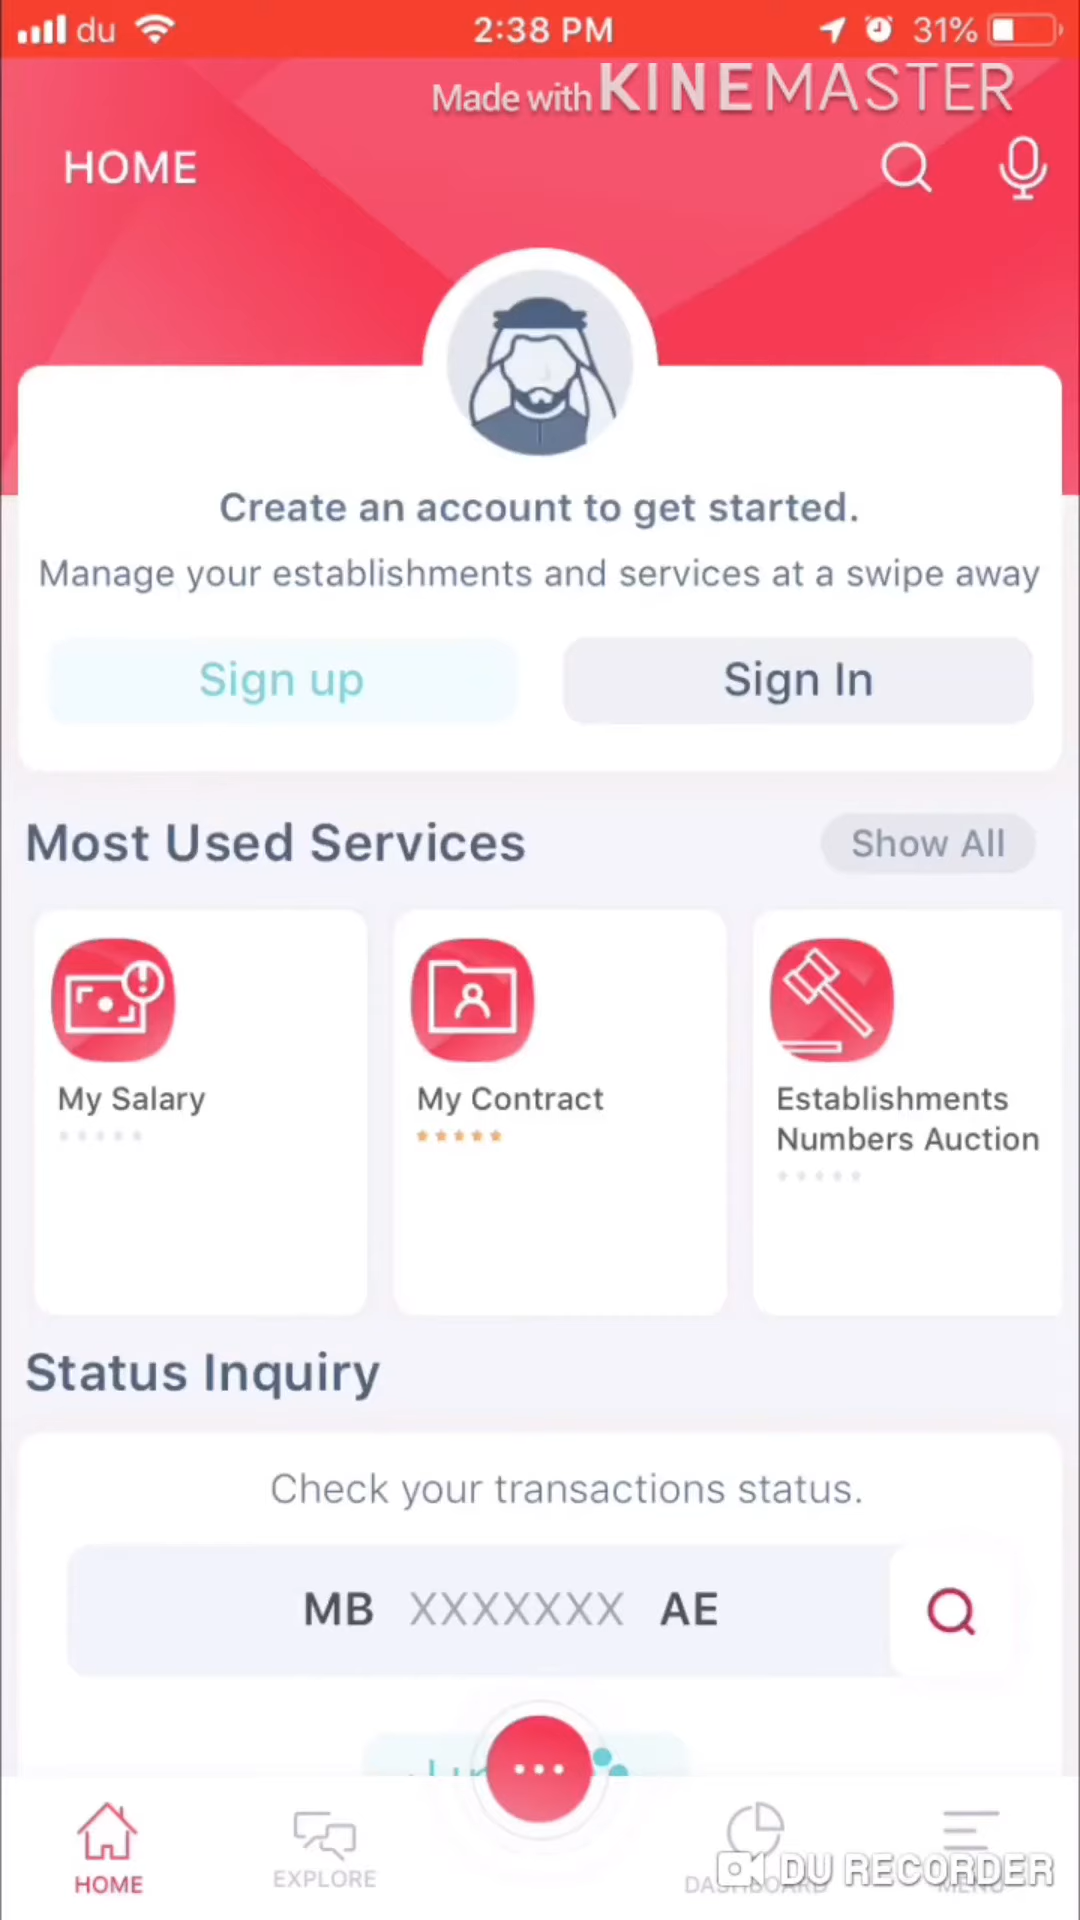 du 2:38 PM 31%
Made with KINEMASTER
HOME
Create an account to get started.
Manage your establishments and services at a swipe away
Sign up Sign In
Most Used Services Show All
My Salary
My Contract
Establishments
Numbers Auction
Status Inquiry
Check your transactions status.
MB XXXXXXX AE
HOME EXPLORE DASHBOARD MENU
DU RECORDER